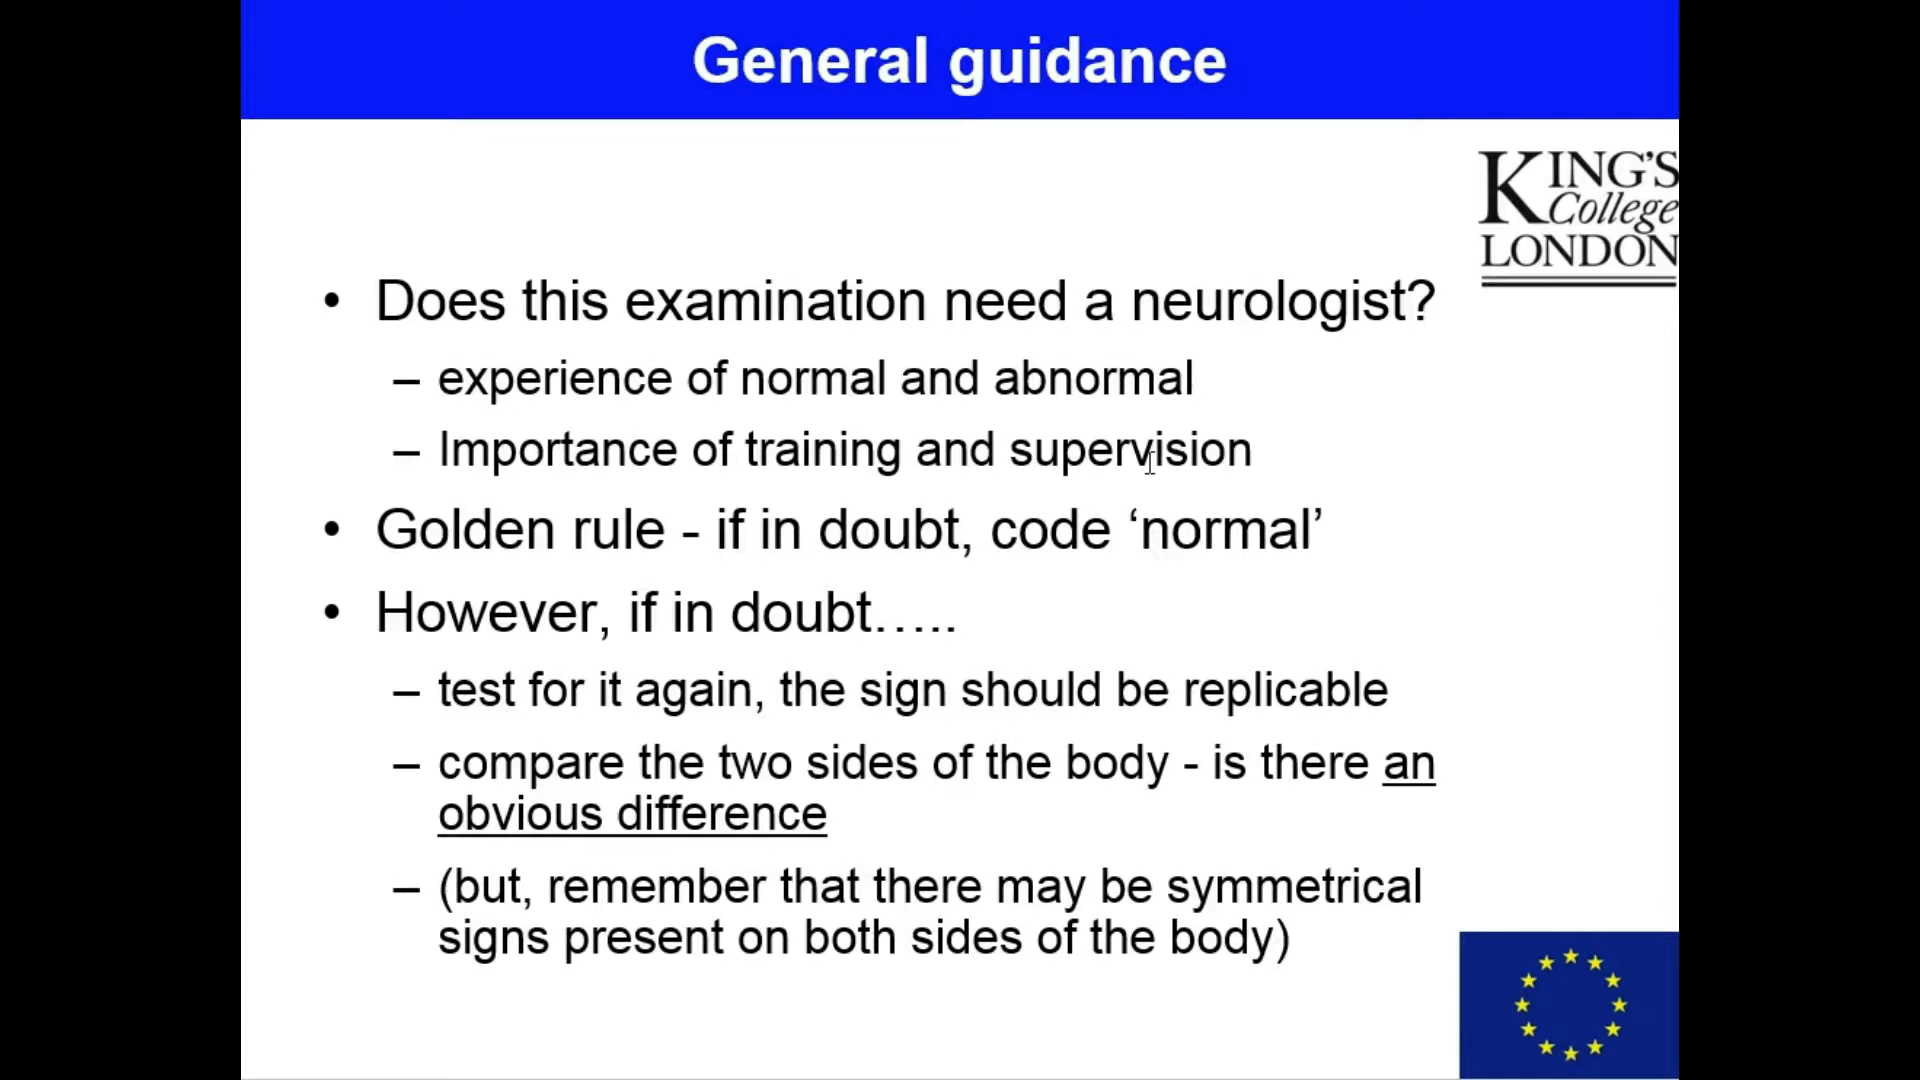 General guidance
KING'S
College
LONDON
• Does this examination need a neurologist?
– experience of normal and abnormal
– Importance of training and supervision
• Golden rule - if in doubt, code ‘normal’
• However, if in doubt…..
– test for it again, the sign should be replicable
– compare the two sides of the body - is there an
obvious difference
– (but, remember that there may be symmetrical
signs present on both sides of the body)